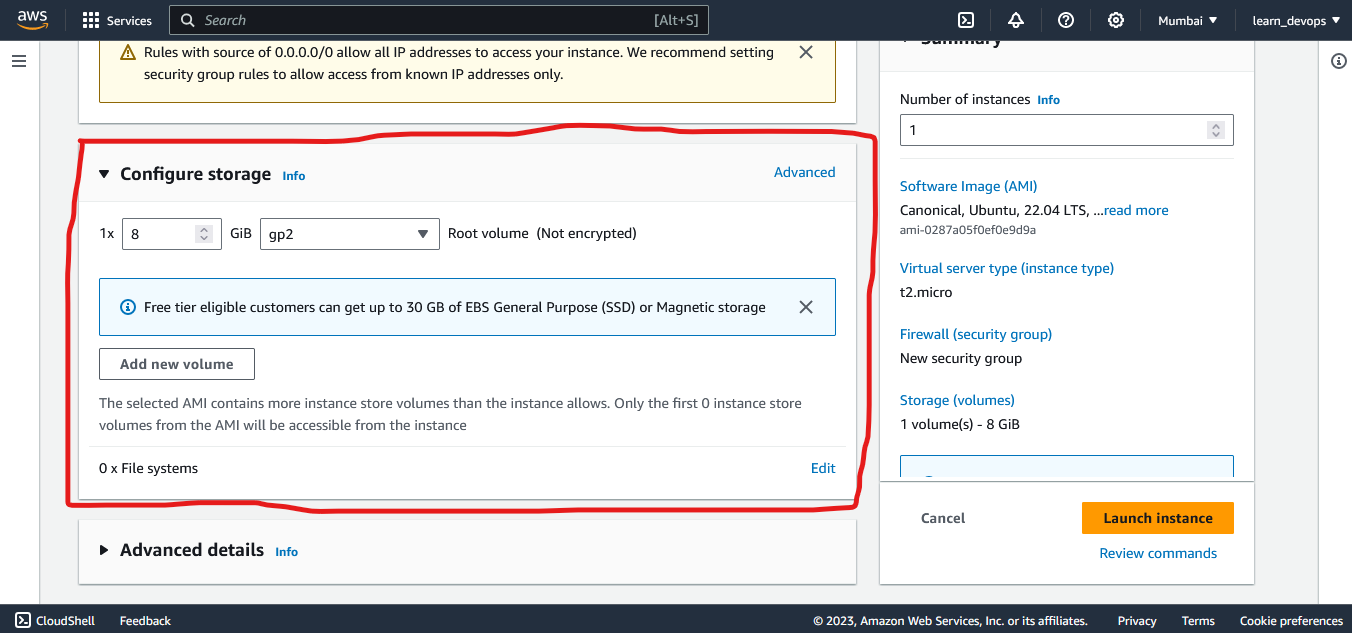 aws
Services
Search
[Alt+S]
Mumbai
learn_devops
Rules with source of 0.0.0.0/0 allow all IP addresses to access your instance. We recommend setting
security group rules to allow access from known IP addresses only.
Configure storage
Info
Advanced
1x
8
GiB
gp2
Root volume (Not encrypted)
Free tier eligible customers can get up to 30 GB of EBS General Purpose (SSD) or Magnetic storage
Add new volume
The selected AMI contains more instance store volumes than the instance allows. Only the first 0 instance store
volumes from the AMI will be accessible from the instance
0 x File systems
Edit
Advanced details
Info
Summary
Number of instances
Info
1
Software Image (AMI)
Canonical, Ubuntu, 22.04 LTS, ...read more
ami-0287a05f0ef0e9d9a
Virtual server type (instance type)
t2.micro
Firewall (security group)
New security group
Storage (volumes)
1 volume(s) - 8 GiB
Cancel
Launch instance
Review commands
CloudShell
Feedback
© 2023, Amazon Web Services, Inc. or its affiliates.
Privacy
Terms
Cookie preferences